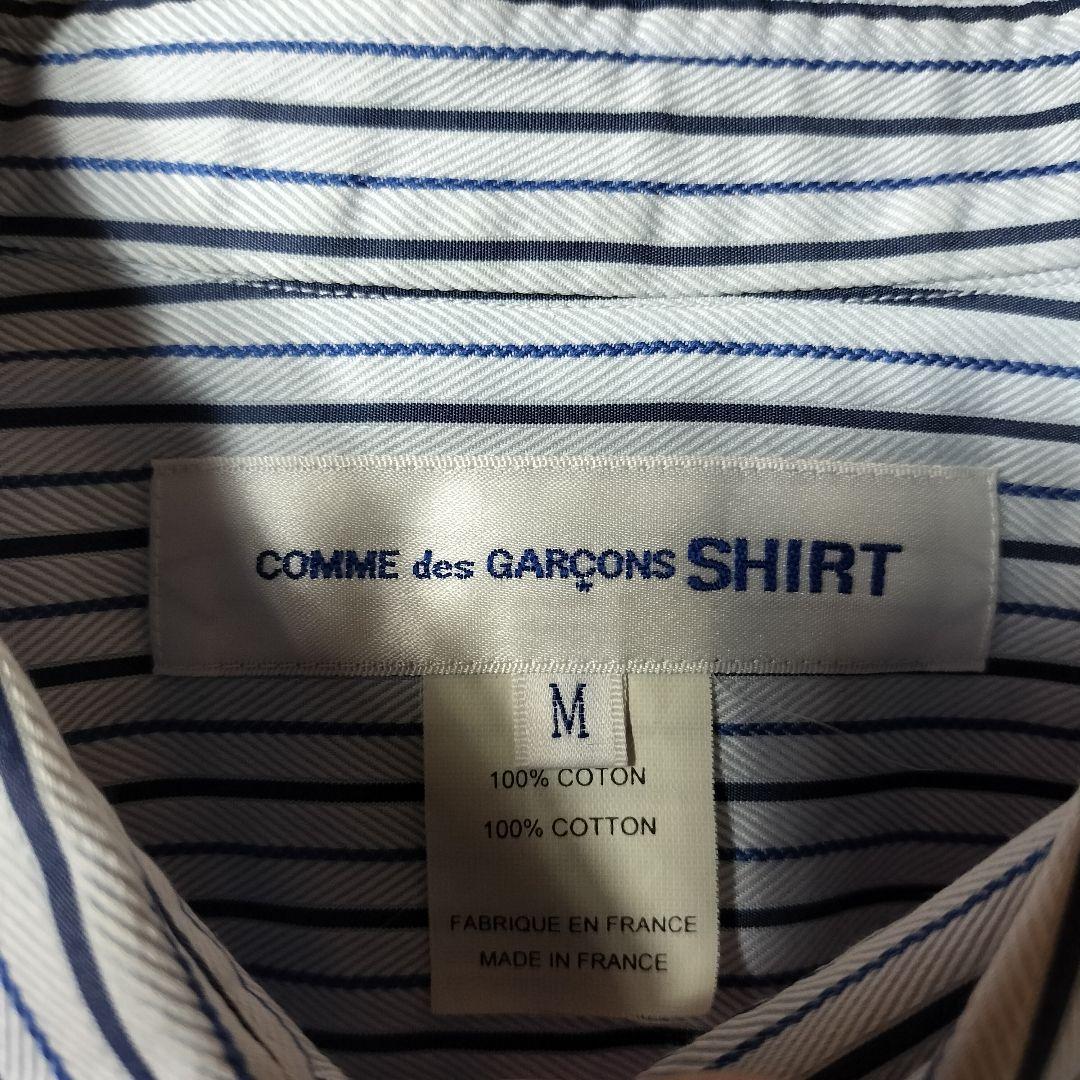 COMME des GARÇONS SHIRT
M
100% COTON
100% COTTON
FABRIQUE EN FRANCE
MADE IN FRANCE